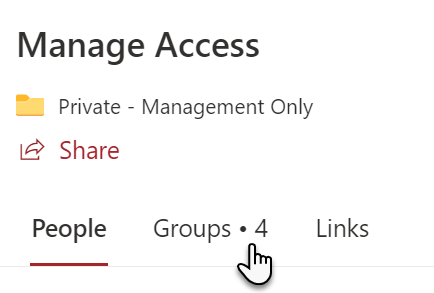 Manage Access
Private - Management Only
Share
People Groups • 4 Links